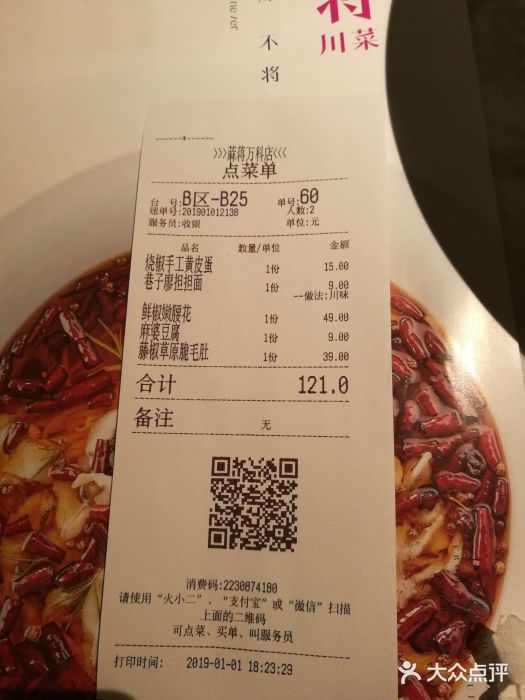 不将
川菜
never
>>>蘇蒋万科店<<<
点菜单
台 号:B区-B25 单号:60
账单号:201901012138 人数:2
服务员:收银 单位:元
品名 数量/单位 金额
烧椒手工黄皮蛋 1份 15.00
巷子廖担担面 1份 9.00
--做法:川味
鲜椒嫩腰花 1份 49.00
麻婆豆腐 1份 9.00
藤椒草原脆毛肚 1份 39.00
合计 121.0
备注 无
消费码:2230874180
请使用“火小二”、“支付宝”或“微信”扫描
上面的二维码
可点菜、买单、叫服务员
打印时间: 2019-01-01 18:23:29
大众点评